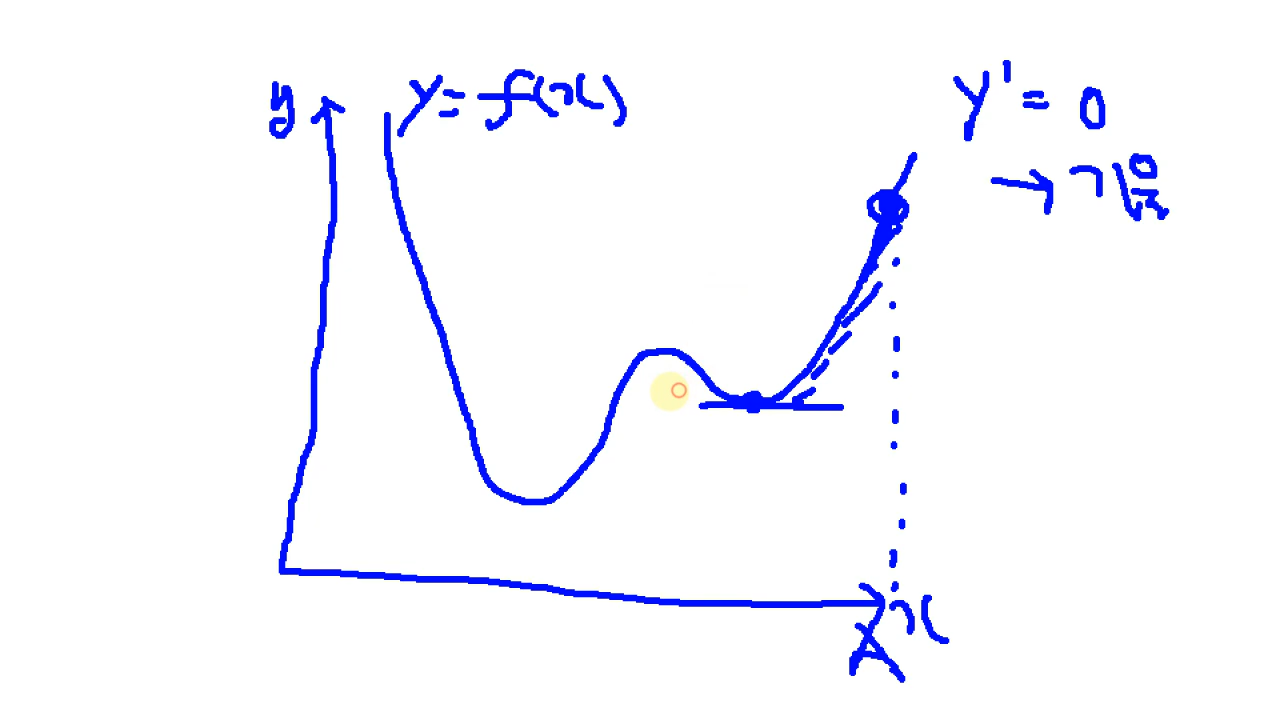 y
y = f(x)
y' = 0
→
x
A